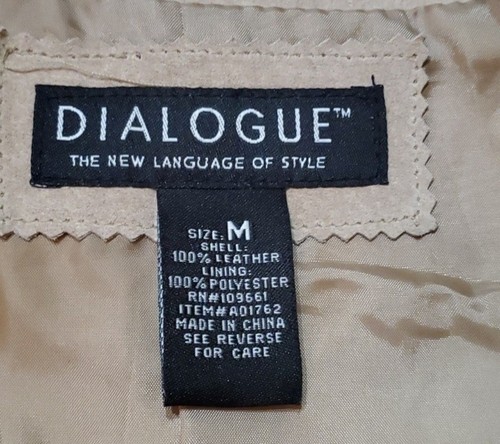 DIALOGUE™
THE NEW LANGUAGE OF STYLE
SIZE: M
SHELL:
100% LEATHER
LINING:
100% POLYESTER
RN#109661
ITEM#A01762
MADE IN CHINA
SEE REVERSE
FOR CARE